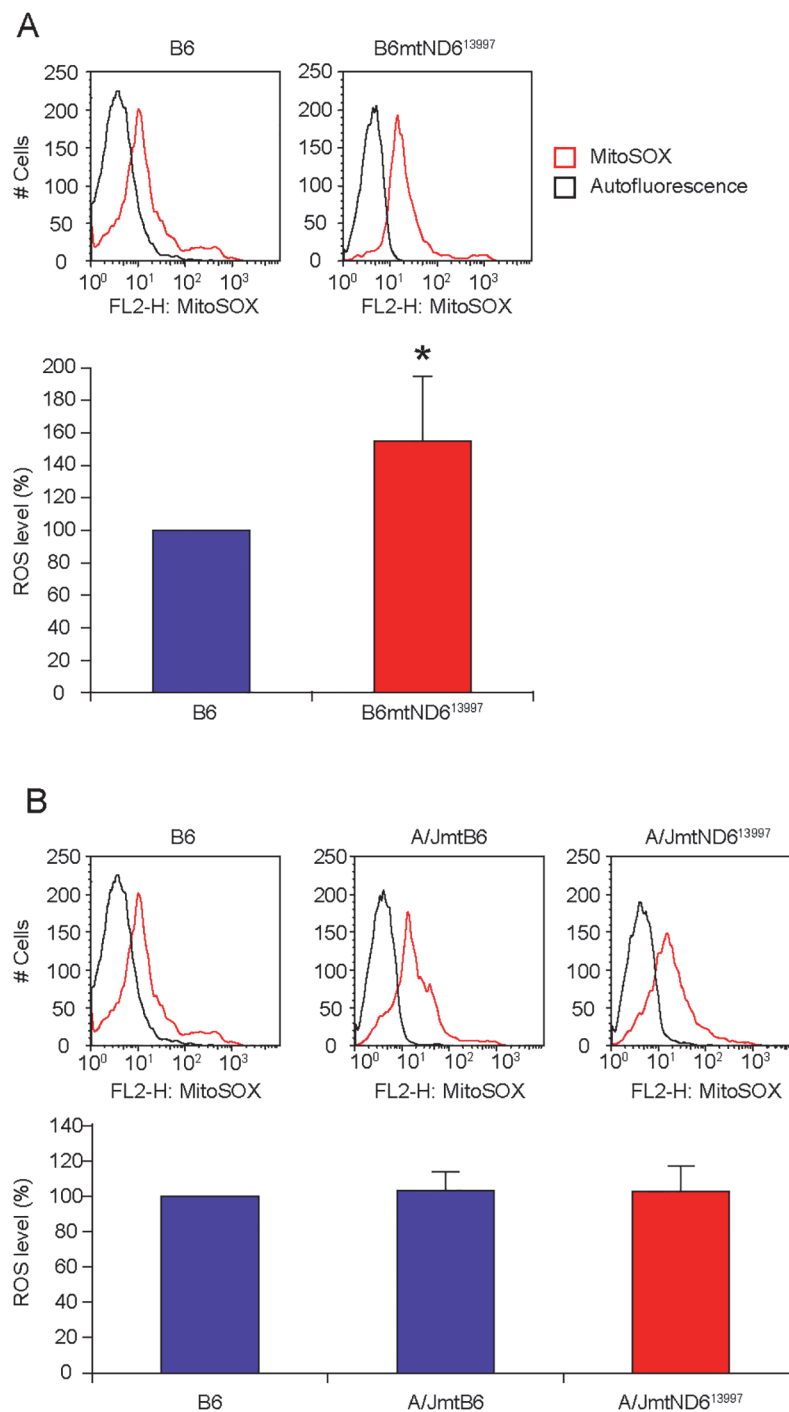 A
B6 B6mtND6¹³⁹⁹⁷
250
200
150
100
50
0
# Cells
10⁰ 10¹ 10² 10³
FL2-H: MitoSOX
250
200
150
100
50
0
10⁰ 10¹ 10² 10³
FL2-H: MitoSOX
MitoSOX
Autofluorescence
*
200
180
160
140
120
100
80
60
40
20
0
ROS level (%)
B6 B6mtND6¹³⁹⁹⁷
B
B6 A/JmtB6 A/JmtND6¹³⁹⁹⁷
250
200
150
100
50
0
# Cells
10⁰ 10¹ 10² 10³
FL2-H: MitoSOX
250
200
150
100
50
0
10⁰ 10¹ 10² 10³
FL2-H: MitoSOX
250
200
150
100
50
0
10⁰ 10¹ 10² 10³
FL2-H: MitoSOX
140
120
100
80
60
40
20
0
ROS level (%)
B6 A/JmtB6 A/JmtND6¹³⁹⁹⁷